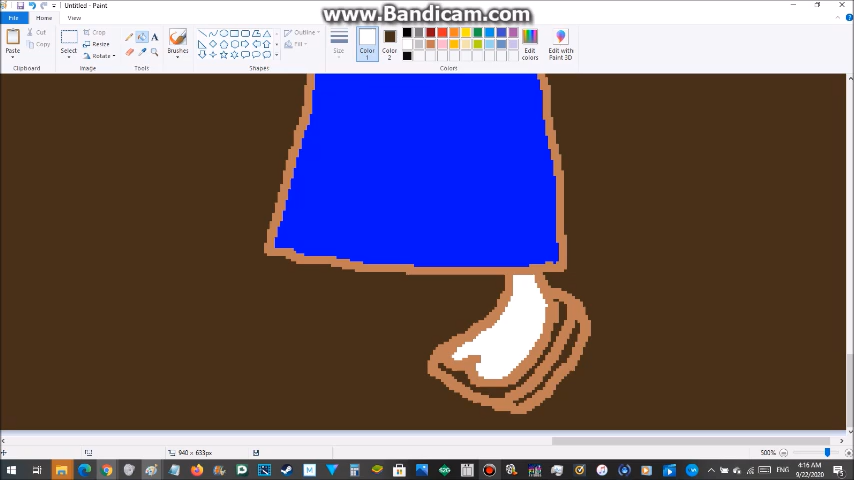 www.Bandicam.com
Untitled - Paint
File
Home
View
Paste
Cut
Copy
Clipboard
Select
Crop
Resize
Rotate
Image
Tools
Brushes
Shapes
Outline
Fill
Size
Color
1
Color
2
Edit
colors
Edit with
Paint 3D
Colors
940 × 633px
500%
ENG
4:16 AM
9/22/2020